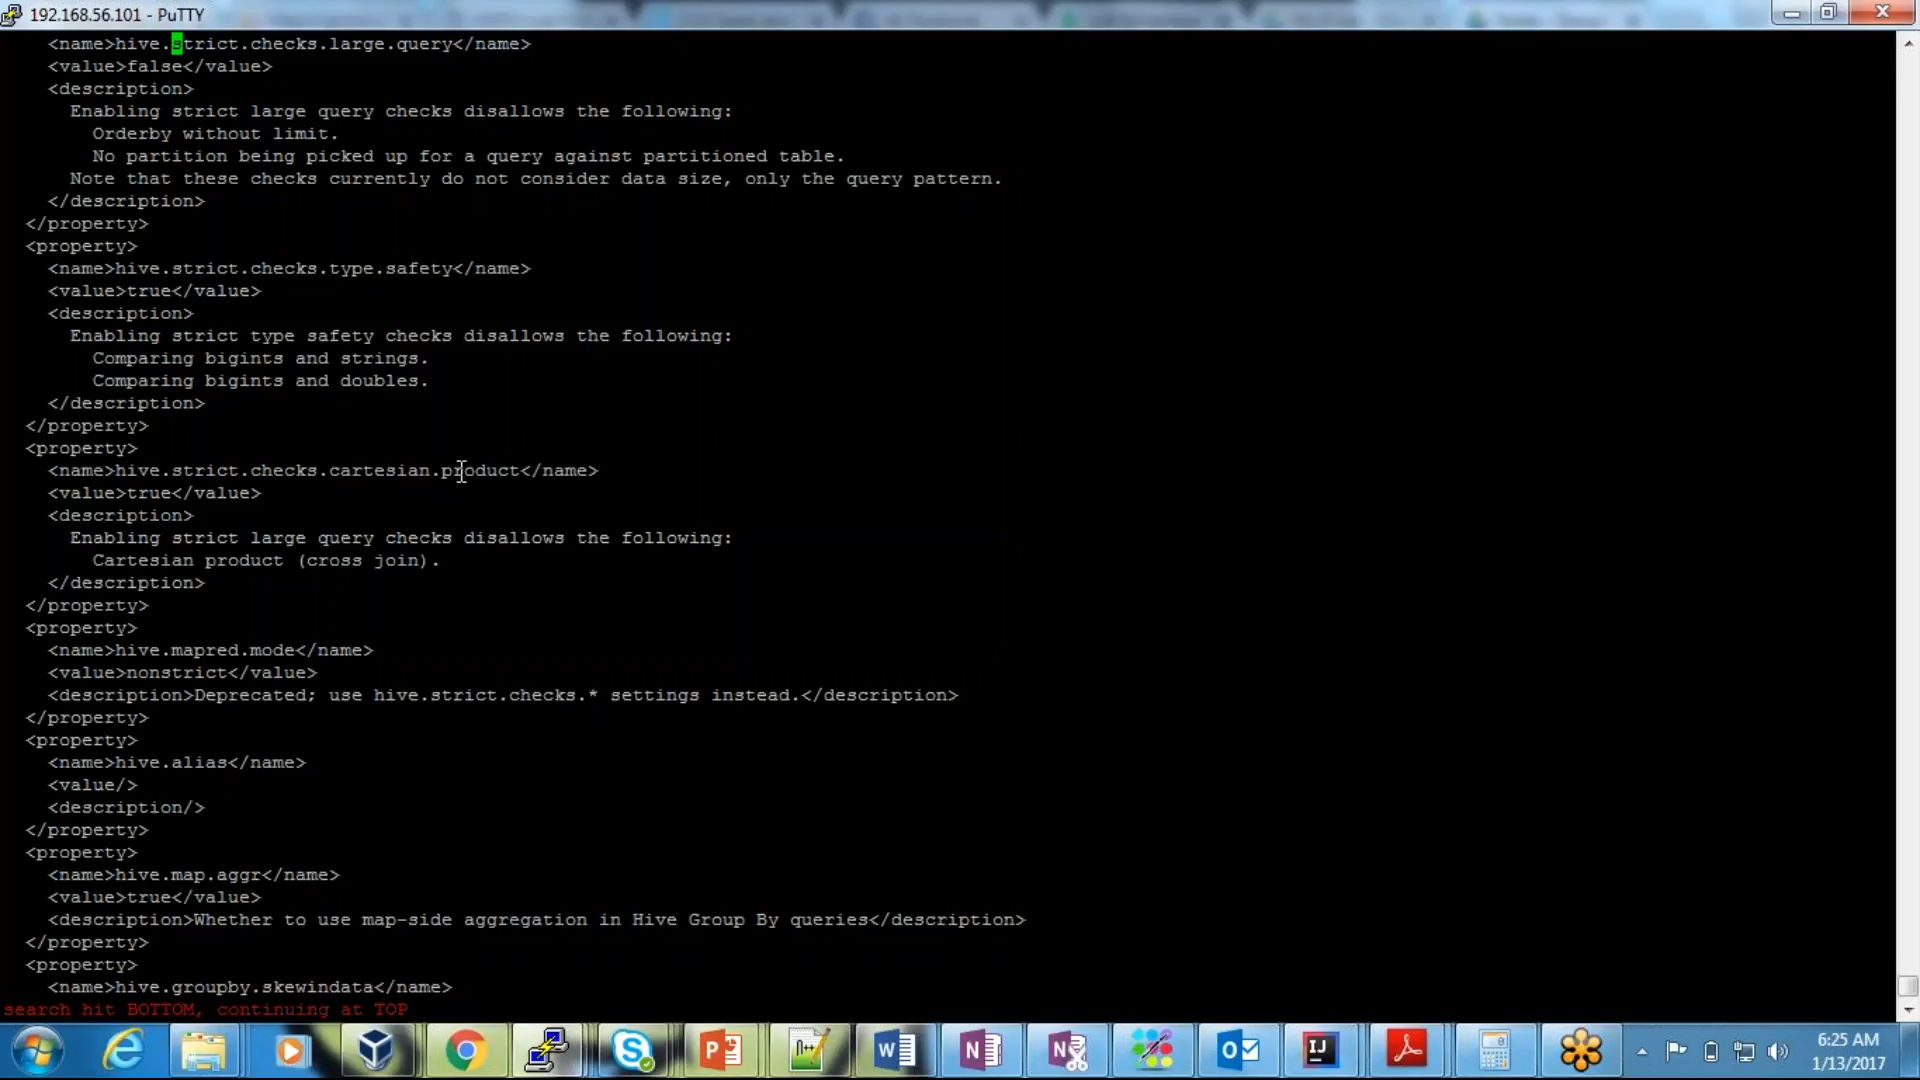 192.168.56.101 - PuTTY
<name>hive.strict.checks.large.query</name>
<value>false</value>
<description>
Enabling strict large query checks disallows the following:
Orderby without limit.
No partition being picked up for a query against partitioned table.
Note that these checks currently do not consider data size, only the query pattern.
</description>
</property>
<property>
<name>hive.strict.checks.type.safety</name>
<value>true</value>
<description>
Enabling strict type safety checks disallows the following:
Comparing bigints and strings.
Comparing bigints and doubles.
</description>
</property>
<property>
<name>hive.strict.checks.cartesian.product</name>
<value>true</value>
<description>
Enabling strict large query checks disallows the following:
Cartesian product (cross join).
</description>
</property>
<property>
<name>hive.mapred.mode</name>
<value>nonstrict</value>
<description>Deprecated; use hive.strict.checks.* settings instead.</description>
</property>
<property>
<name>hive.alias</name>
<value/>
<description/>
</property>
<property>
<name>hive.map.aggr</name>
<value>true</value>
<description>Whether to use map-side aggregation in Hive Group By queries</description>
</property>
<property>
<name>hive.groupby.skewindata</name>
search hit BOTTOM, continuing at TOP
6:25 AM
1/13/2017